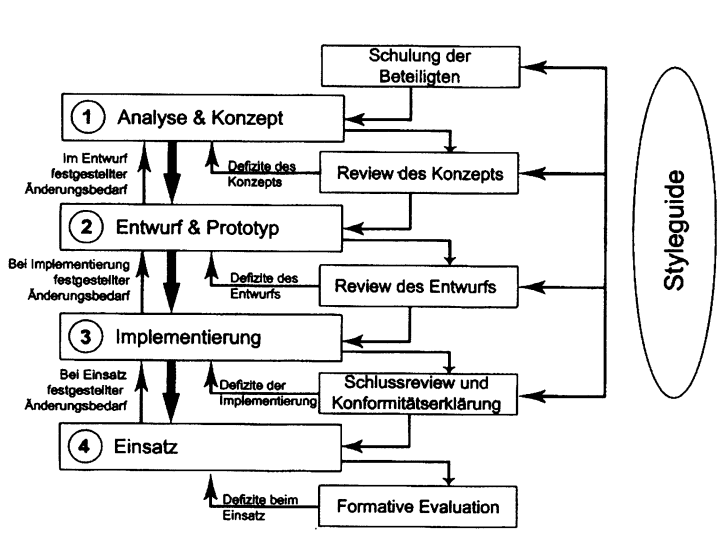 Schulung der
Beteiligten
1 Analyse & Konzept
Im Entwurf
festgestellter
Änderungsbedarf
Defizite des
Konzepts
Review des Konzepts
2 Entwurf & Prototyp
Bei Implementierung
festgestellter
Änderungsbedarf
Defizite des
Entwurfs
Review des Entwurfs
3 Implementierung
Bei Einsatz
festgestellter
Änderungsbedarf
Defizite der
Implementierung
Schlussreview und
Konformitätserklärung
4 Einsatz
Defizite beim
Einsatz
Formative Evaluation
Styleguide